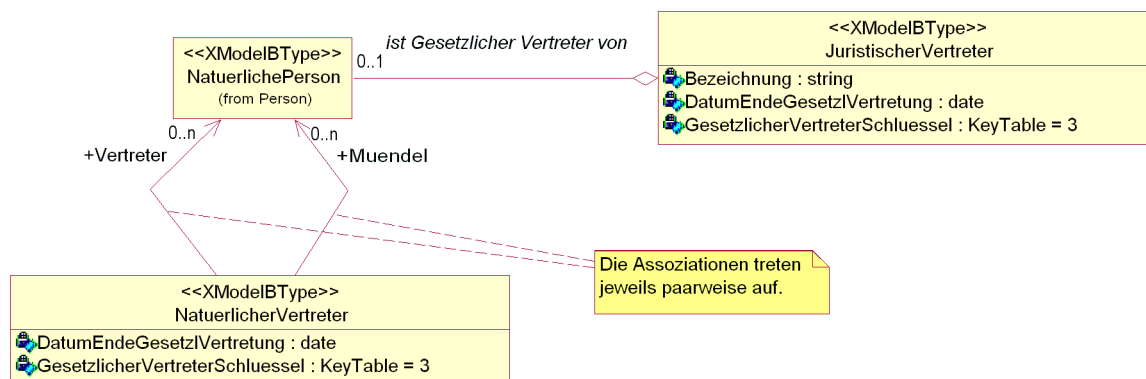 <<XModelBType>>
NatuerlichePerson
(from Person)
ist Gesetzlicher Vertreter von
0..1
<<XModelBType>>
JuristischerVertreter
Bezeichnung : string
DatumEndeGesetzlVertretung : date
GesetzlicherVertreterSchluessel : KeyTable = 3
0..n
0..n
+Vertreter
+Muendel
Die Assoziationen treten
jeweils paarweise auf.
<<XModelBType>>
NatuerlicherVertreter
DatumEndeGesetzlVertretung : date
GesetzlicherVertreterSchluessel : KeyTable = 3